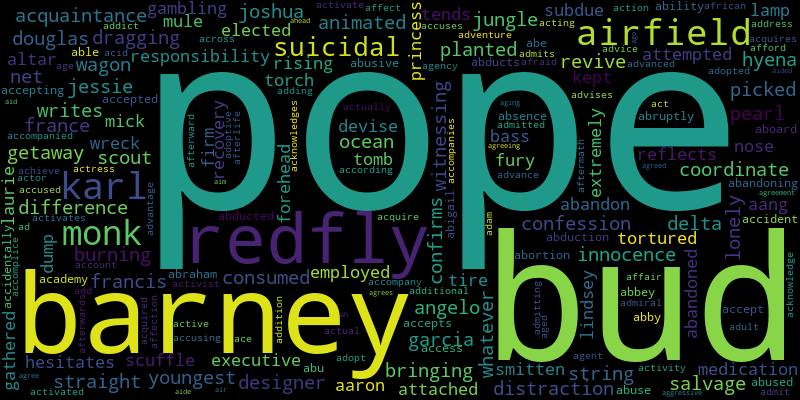 pope
bud
barney
redfly
airfield
monk
karl
suicidal
acquaintance
gambling
joshua
tends
subdue
ability
african
lamp
addict
mule
animated
jungle
action
abe
address
douglas
dragging
elected
princess
accuses
adventure
acting
acquires
activate
affect
ahead
across
abusive
admits
advice
afford
altar
able
acid
wagon
responsibility
planted
revive
attempted
hyena
net
age
rising
agency
abducts
advanced
adopted
aided
accepting
jessie
torch
adding
kept
advises
act
picked
writes
accepted
actually
pearl
france
mick
devise
bass
absence
aboard
abruptly
accompanied
firm
recovery
adoptive
afterlife
afterward
ocean
admitted
aging
nose
getaway
wreck
according
tomb
fury
advance
extremely
reflects
scout
forehead
acknowledges
witnessing
accompanies
agreeing
aftermath
coordinate
achieve
actress
aim
agreed
abandoning
laurie
actor
accused
advantage
abigail
abandon
agreement
difference
abducted
acquire
adam
confession
delta
aang
accident
activates
ad
confirms
abduction
tortured
lonely
accidentally
accomplice
burning
abortion
innocence
dump
academy
account
abraham
activist
consumed
employed
accompany
additional
tire
affair
abbey
admiral
abby
abandoned
acknowledge
francis
add
afterwards
acquired
affection
active
accusing
ace
addition
agrees
actual
angelo
accepts
access
garcia
whatever
admitting
aged
lindsey
accept
adult
gathered
hesitates
scuffle
executive
adopt
agent
activity
smitten
string
medication
straight
youngest
designer
abu
bringing
attached
aaron
distraction
abuse
salvage
abused
admit
agree
activated
aide
air
aggressive
aid